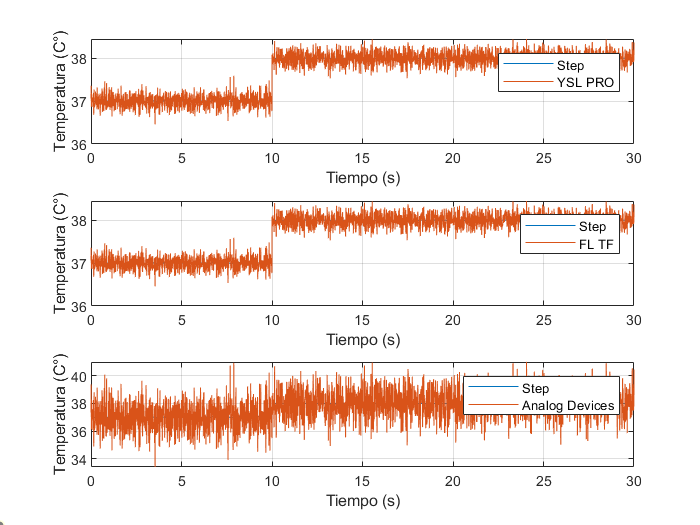 Temperatura (C°)
38
37
36
Step
YSL PRO
0 5 10 15 20 25 30
Tiempo (s)
Temperatura (C°)
38
37
36
Step
FL TF
0 5 10 15 20 25 30
Tiempo (s)
Temperatura (C°)
40
38
36
34
Step
Analog Devices
0 5 10 15 20 25 30
Tiempo (s)